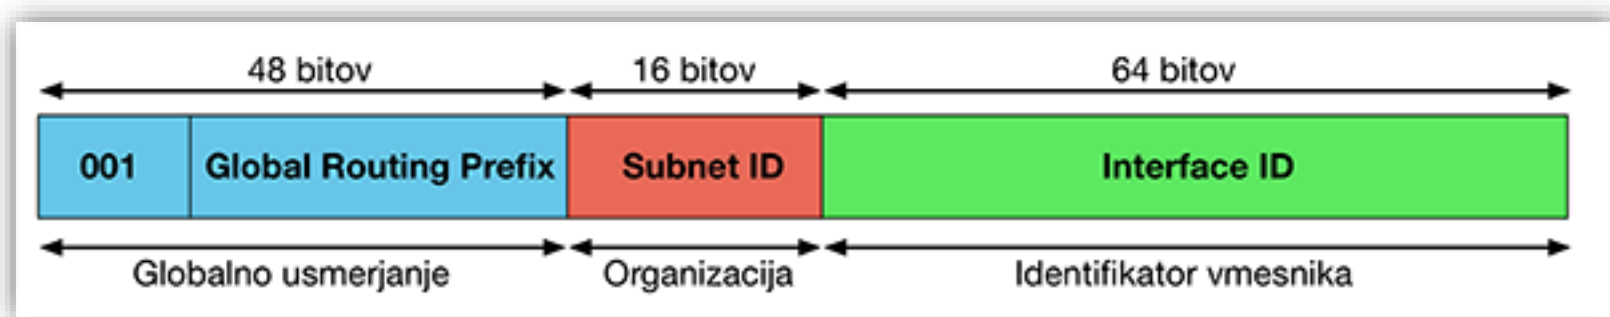 48 bitov 16 bitov 64 bitov
001 Global Routing Prefix Subnet ID Interface ID
Globalno usmerjanje Organizacija Identifikator vmesnika